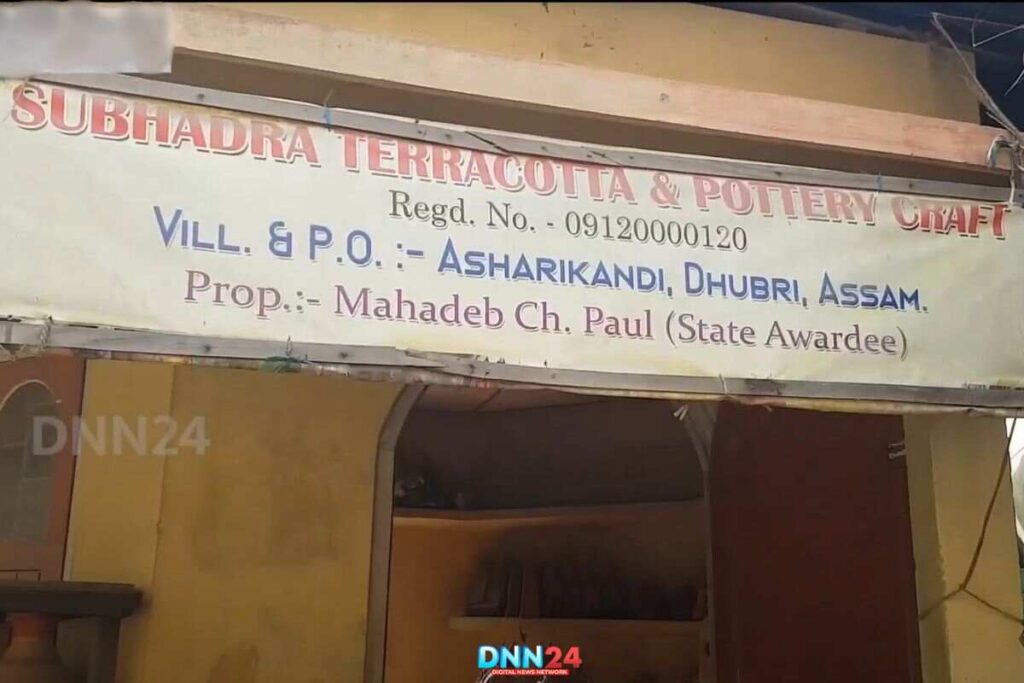 SUBHADRA TERRACOTTA & POTTERY CRAFT
Regd. No. - 09120000120
VILL. & P.O. :- ASHARIKANDI, DHUBRI, ASSAM.
Prop.:- Mahadeb Ch. Paul (State Awardee)
DNN24
DNN24
DIGITAL NEWS NETWORK